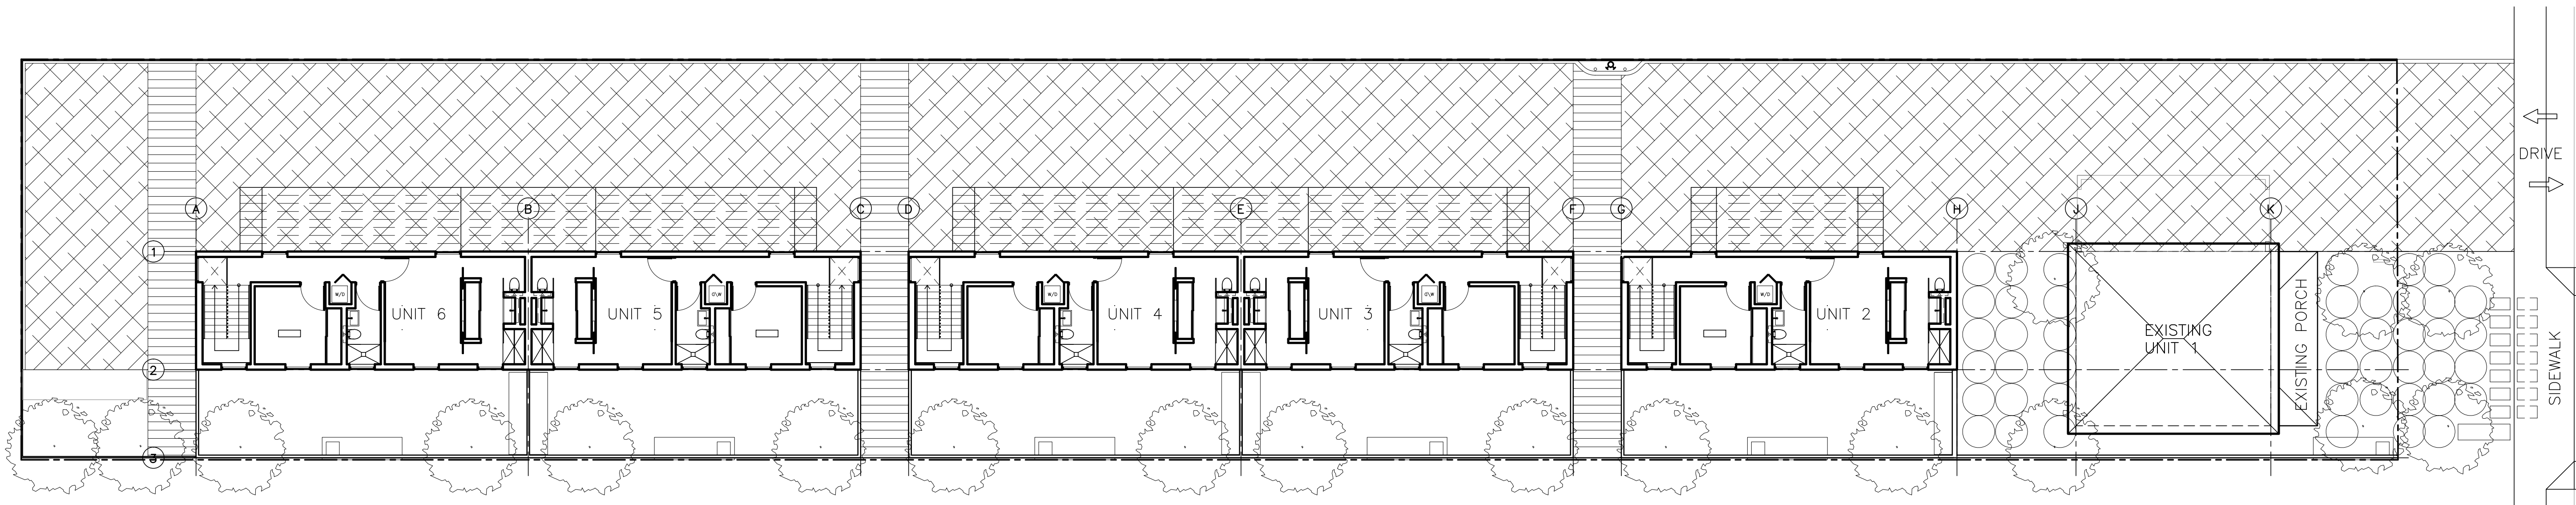 DRIVE
A
B
C
D
E
F
G
H
J
K
1
W/D
W/D
W/D
W/D
W/D
W/D
UNIT 6
UNIT 5
UNIT 4
UNIT 3
UNIT 2
EXISTING
UNIT 1
EXISTING PORCH
SIDEWALK
2
3